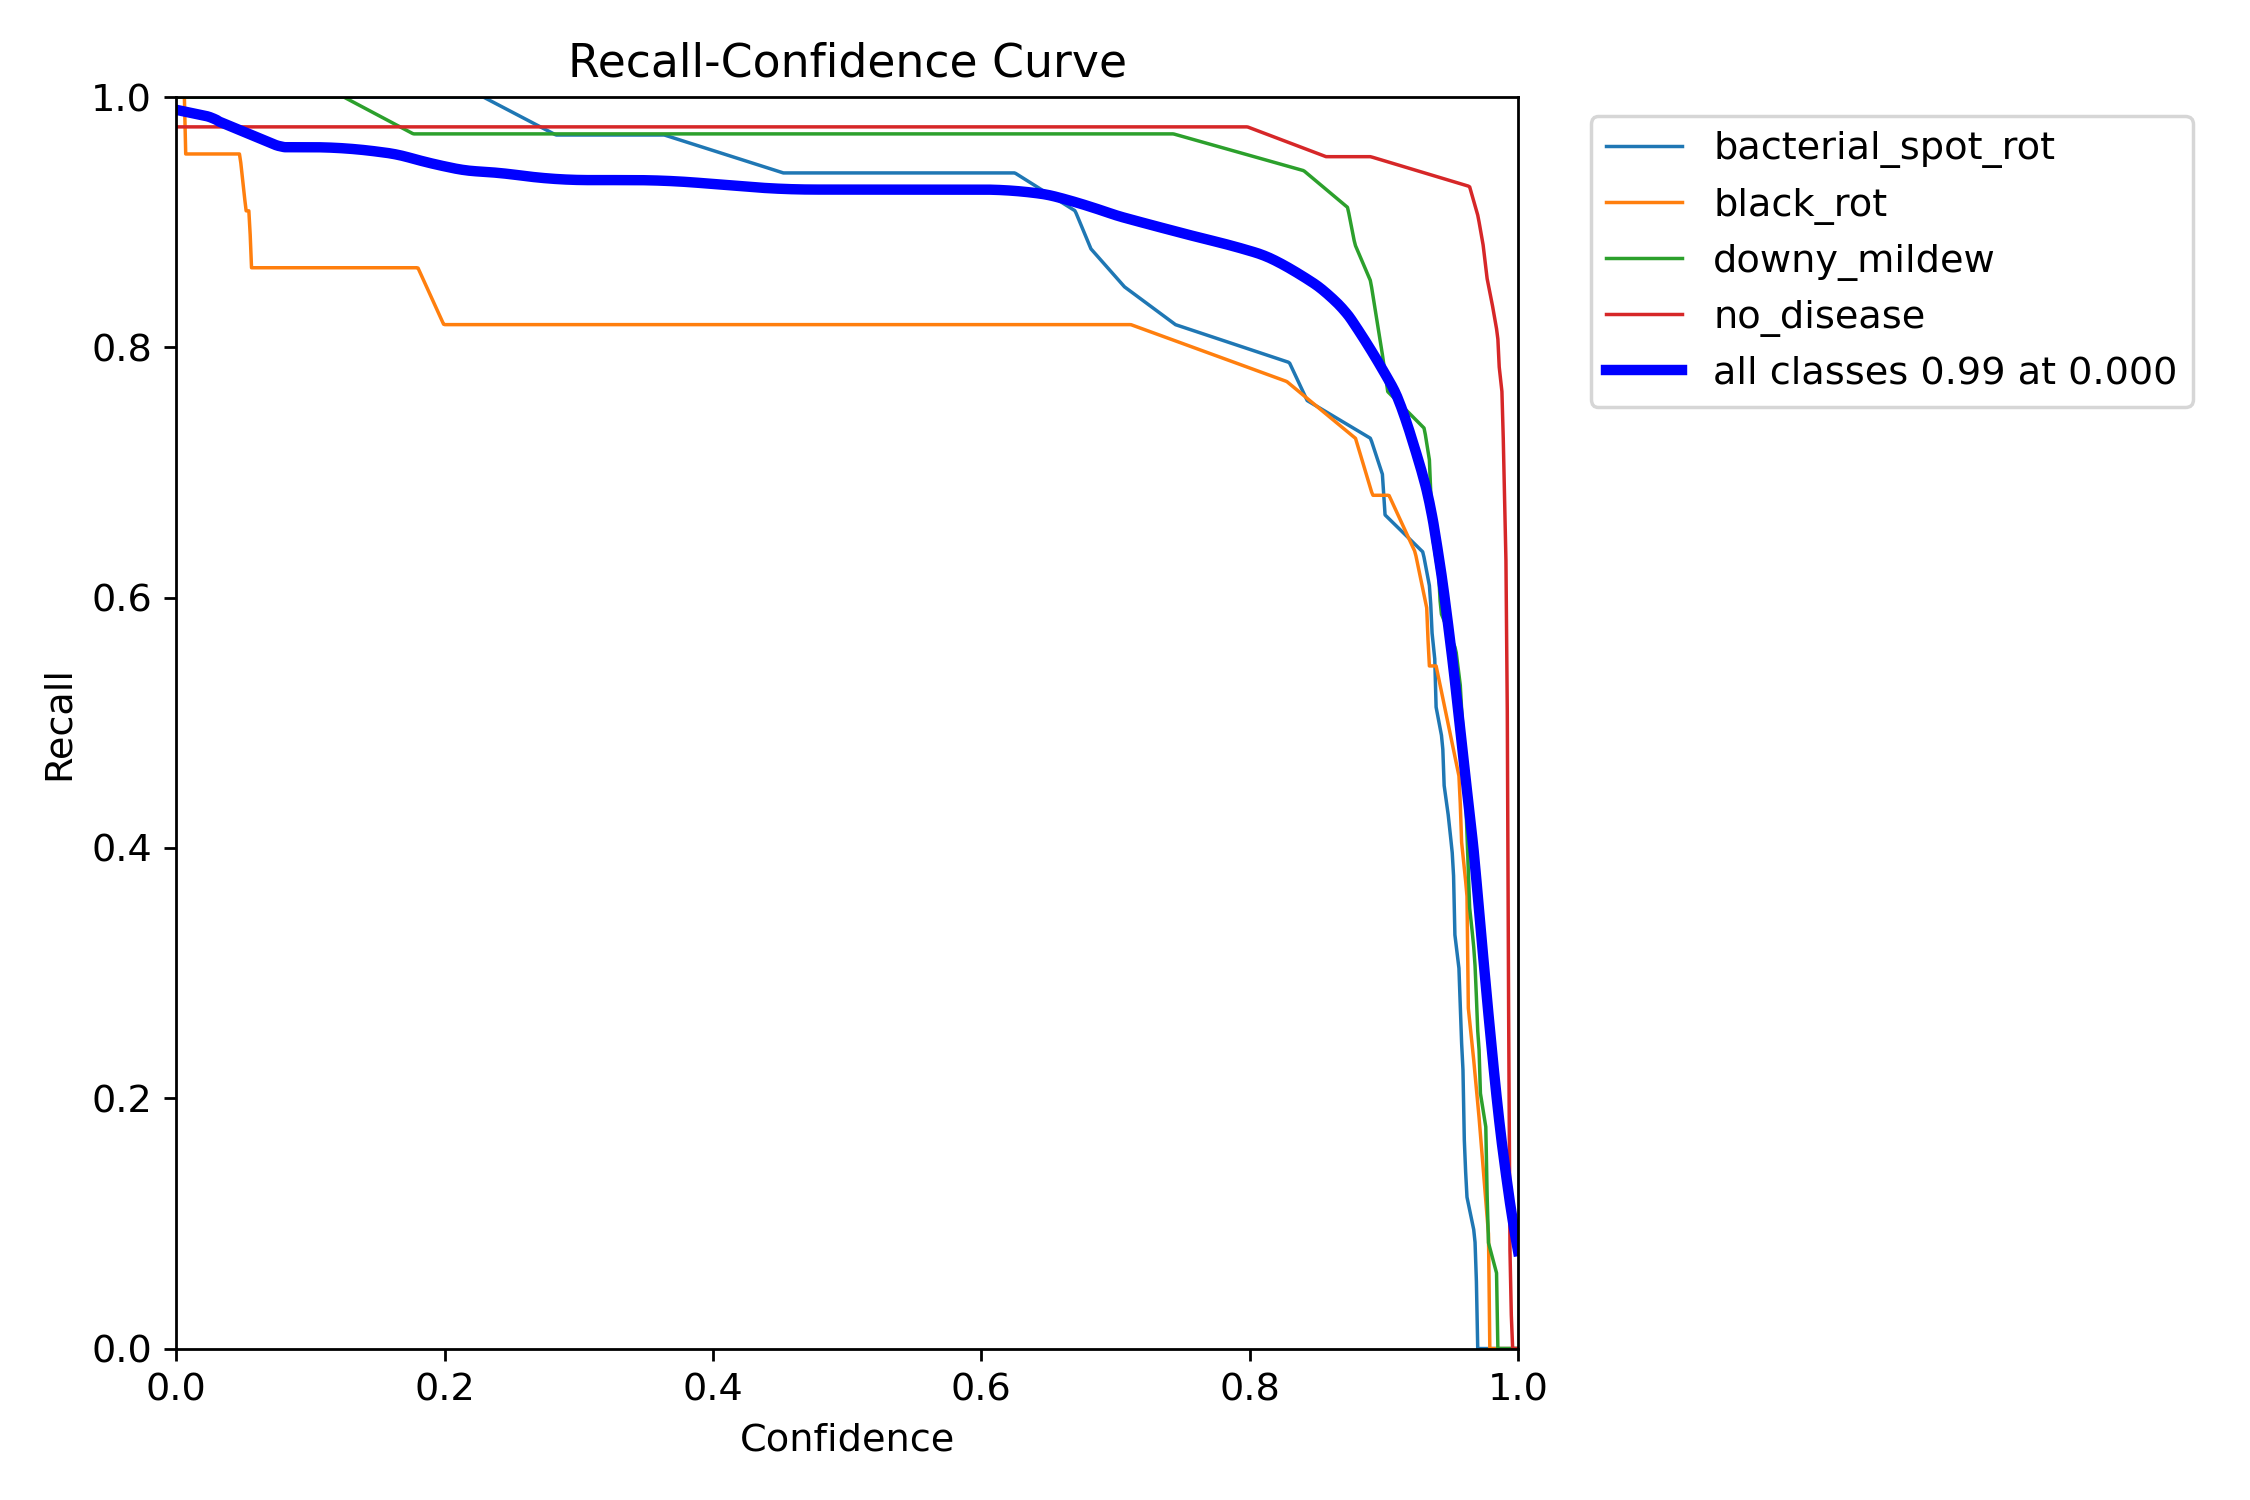 Recall-Confidence Curve
1.0
0.8
0.6
0.4
0.2
0.0
Recall
0.0 0.2 0.4 0.6 0.8 1.0
Confidence
bacterial_spot_rot
black_rot
downy_mildew
no_disease
all classes 0.99 at 0.000